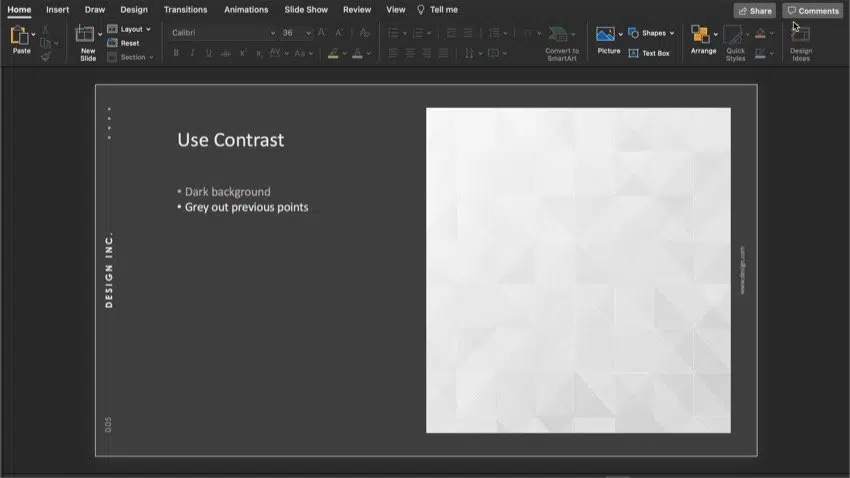 Home Insert Draw Design Transitions Animations Slide Show Review View Tell me Share Comments
Paste
New
Slide
Layout
Reset
Section
Calibri 36
Convert to
SmartArt
Picture
Shapes
Text Box
Arrange
Quick
Styles
Design
Ideas
Use Contrast
• Dark background
• Grey out previous points
DESIGN INC.
005
www.design.com